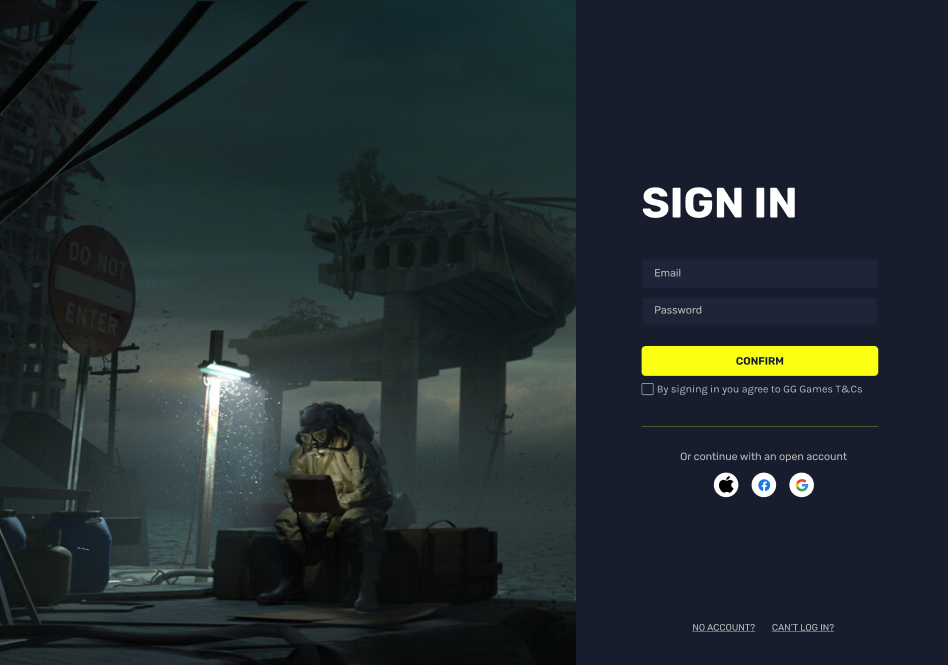 DO NOT
ENTER
SIGN IN
Email
Password
CONFIRM
By signing in you agree to GG Games T&Cs
Or continue with an open account
NO ACCOUNT? CAN'T LOG IN?